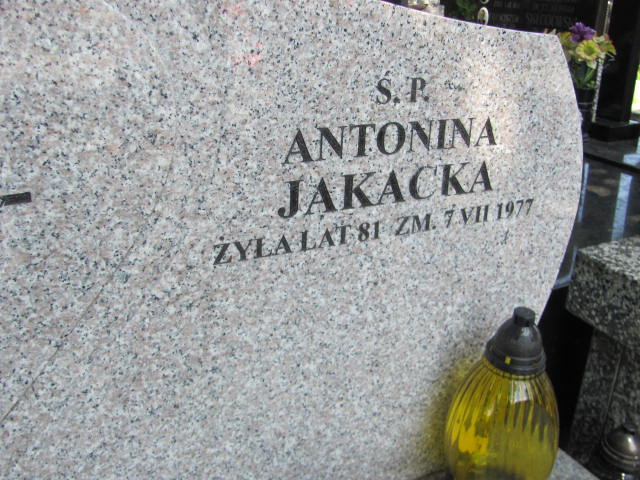 Ś. P.
ANTONINA
JAKACKA
ŻYŁA LAT 81 ZM. 7 VII 1977